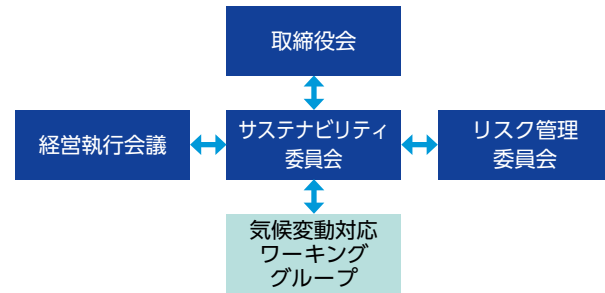 取締役会
経営執行会議
サステナビリティ
委員会
リスク管理
委員会
気候変動対応
ワーキング
グループ